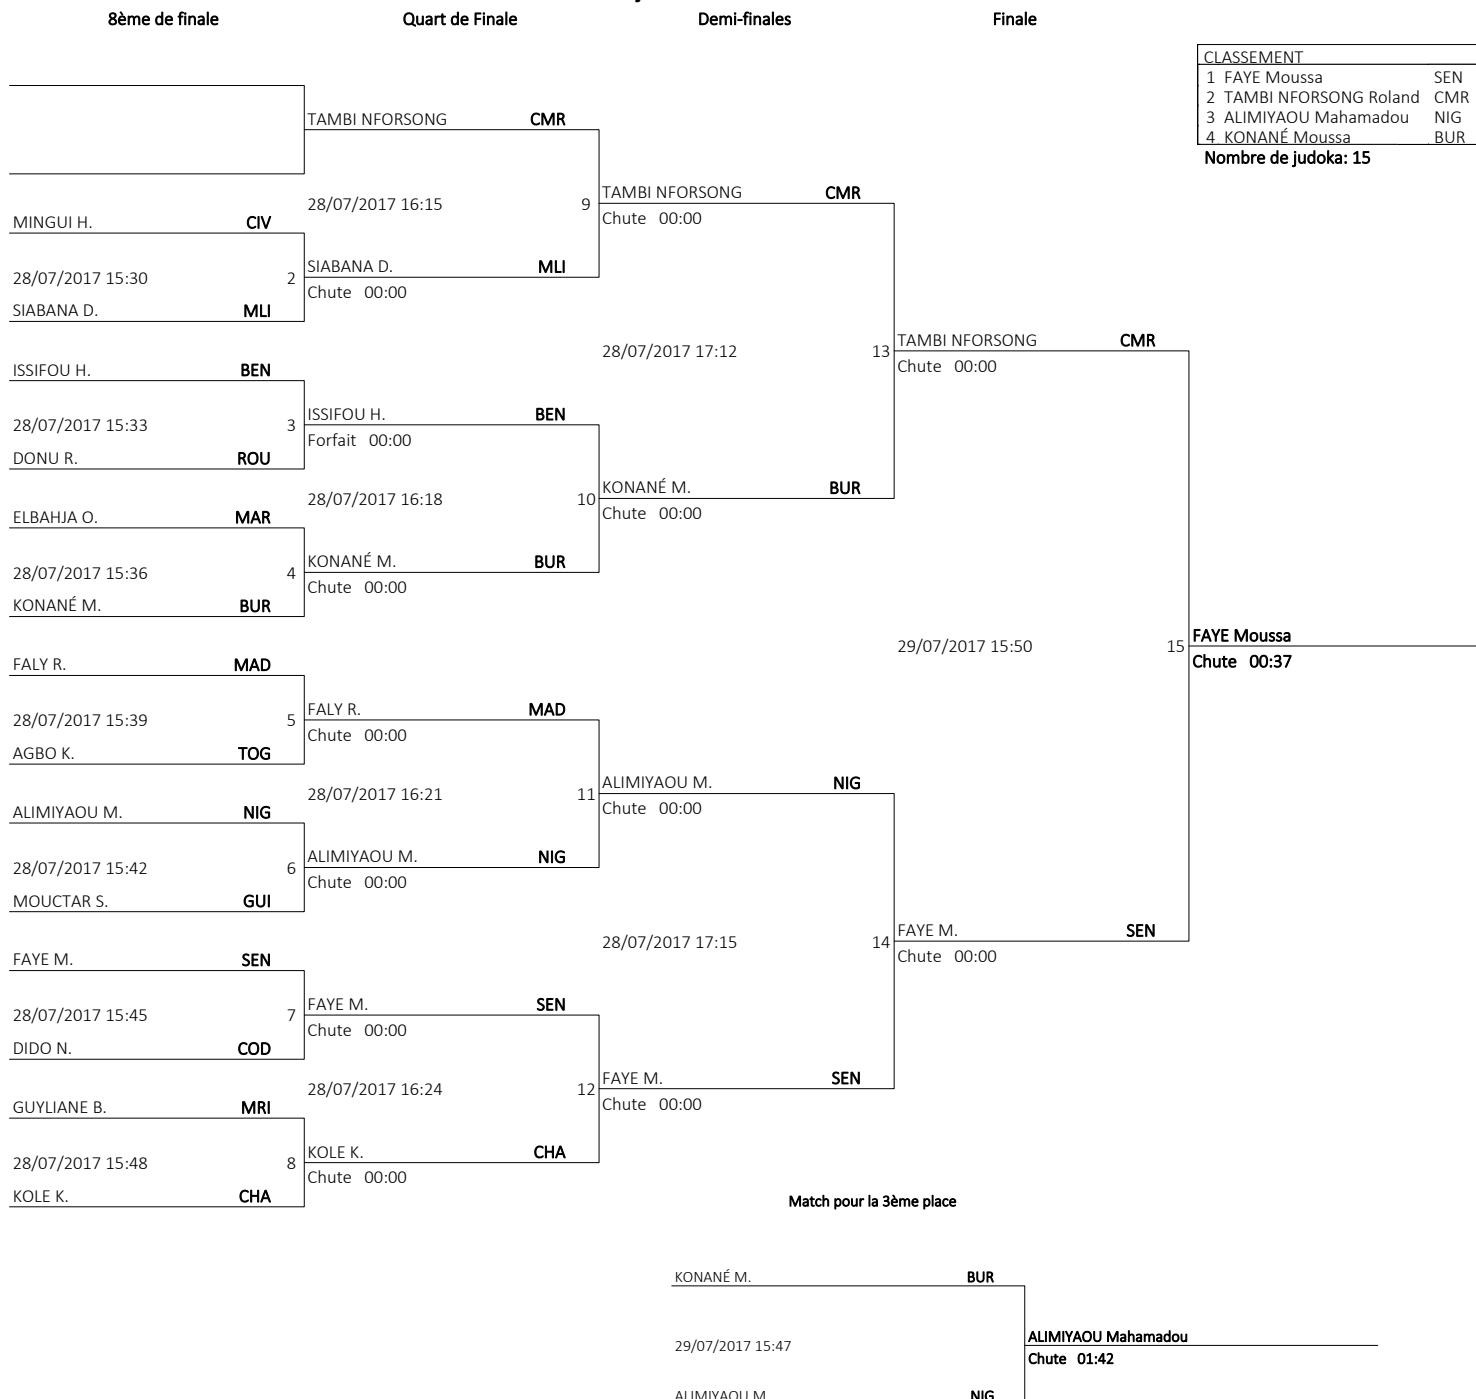 8ème de finale Quart de Finale Demi-finales Finale
CLASSEMENT
1 FAYE Moussa SEN
2 TAMBI NFORSONG Roland CMR
3 ALIMIYAOU Mahamadou NIG
4 KONANÉ Moussa BUR
Nombre de judoka: 15
MINGUI H. CIV
28/07/2017 15:30 2
SIABANA D. MLI
ISSIFOU H. BEN
28/07/2017 15:33 3
DONU R. ROU
ELBAHJA O. MAR
28/07/2017 15:36 4
KONANÉ M. BUR
FALY R. MAD
28/07/2017 15:39 5
AGBO K. TOG
ALIMIYAOU M. NIG
28/07/2017 15:42 6
MOUCTAR S. GUI
FAYE M. SEN
28/07/2017 15:45 7
DIDO N. COD
GUYLIANE B. MRI
28/07/2017 15:48 8
KOLE K. CHA
TAMBI NFORSONG CMR
28/07/2017 16:15 9
SIABANA D. MLI
Chute 00:00
ISSIFOU H. BEN
Forfait 00:00
28/07/2017 16:18 10
KONANÉ M. BUR
Chute 00:00
FALY R. MAD
Chute 00:00
28/07/2017 16:21 11
ALIMIYAOU M. NIG
Chute 00:00
FAYE M. SEN
Chute 00:00
28/07/2017 16:24 12
KOLE K. CHA
Chute 00:00
TAMBI NFORSONG CMR
Chute 00:00
28/07/2017 17:12 13
KONANÉ M. BUR
Chute 00:00
ALIMIYAOU M. NIG
Chute 00:00
28/07/2017 17:15 14
FAYE M. SEN
Chute 00:00
TAMBI NFORSONG CMR
Chute 00:00
29/07/2017 15:50 15
FAYE M. SEN
Chute 00:00
FAYE Moussa
Chute 00:37
Match pour la 3ème place
KONANÉ M. BUR
29/07/2017 15:47
ALIMIYAOU M. NIG
ALIMIYAOU Mahamadou
Chute 01:42